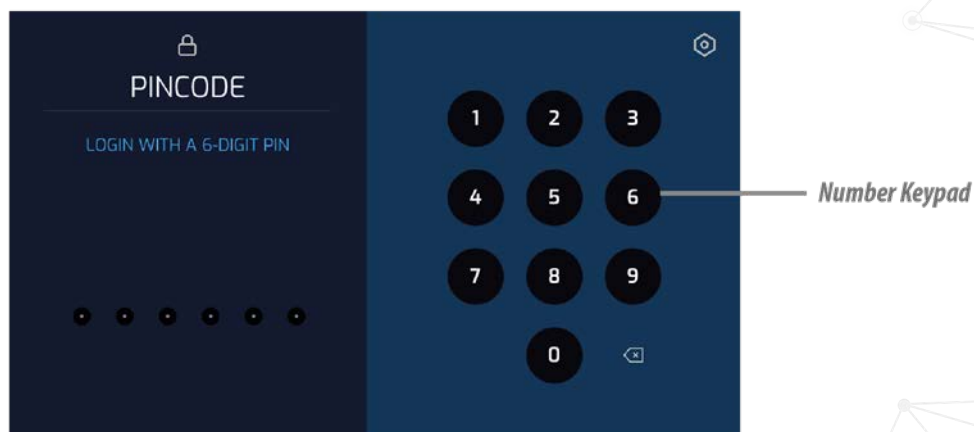 PINCODE
LOGIN WITH A 6-DIGIT PIN
1 2 3
4 5 6
7 8 9
0
Number Keypad